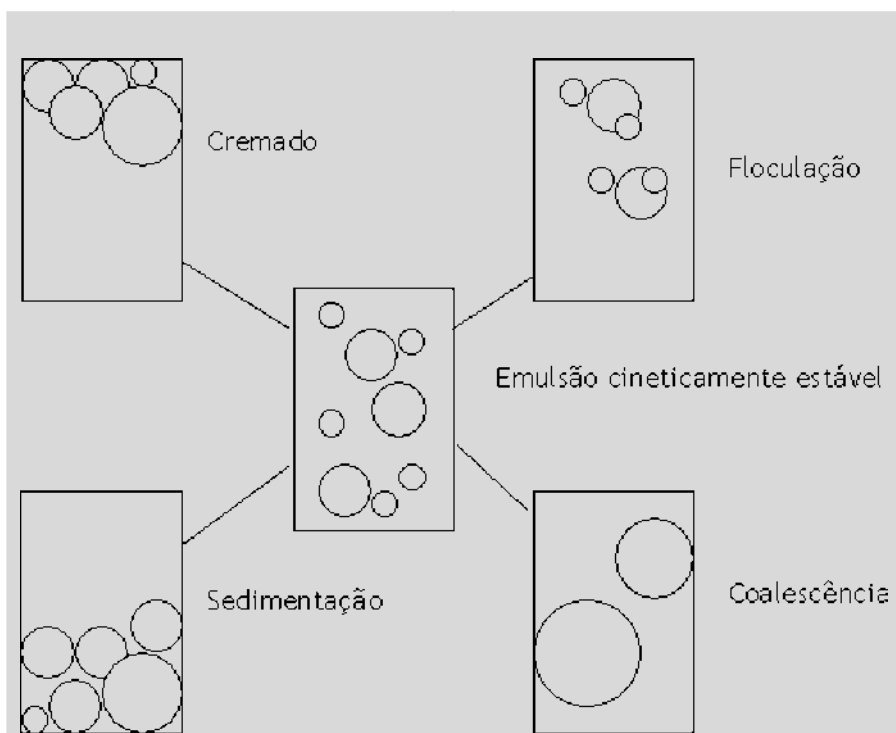 Cremado
Floculação
Emulsão cineticamente estável
Sedimentação
Coalescência